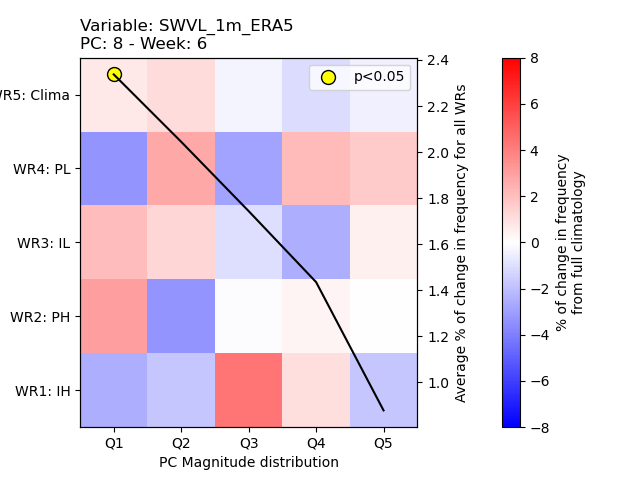 Variable: SWVL_1m_ERA5
PC: 8 - Week: 6
p<0.05
WR5: Clima
WR4: PL
WR3: IL
WR2: PH
WR1: IH
Q1 Q2 Q3 Q4 Q5
PC Magnitude distribution
2.4
2.2
2.0
1.8
1.6
1.4
1.2
1.0
Average % of change in frequency for all WRs
8
6
4
2
0
−2
−4
−6
−8
% of change in frequency
from full climatology